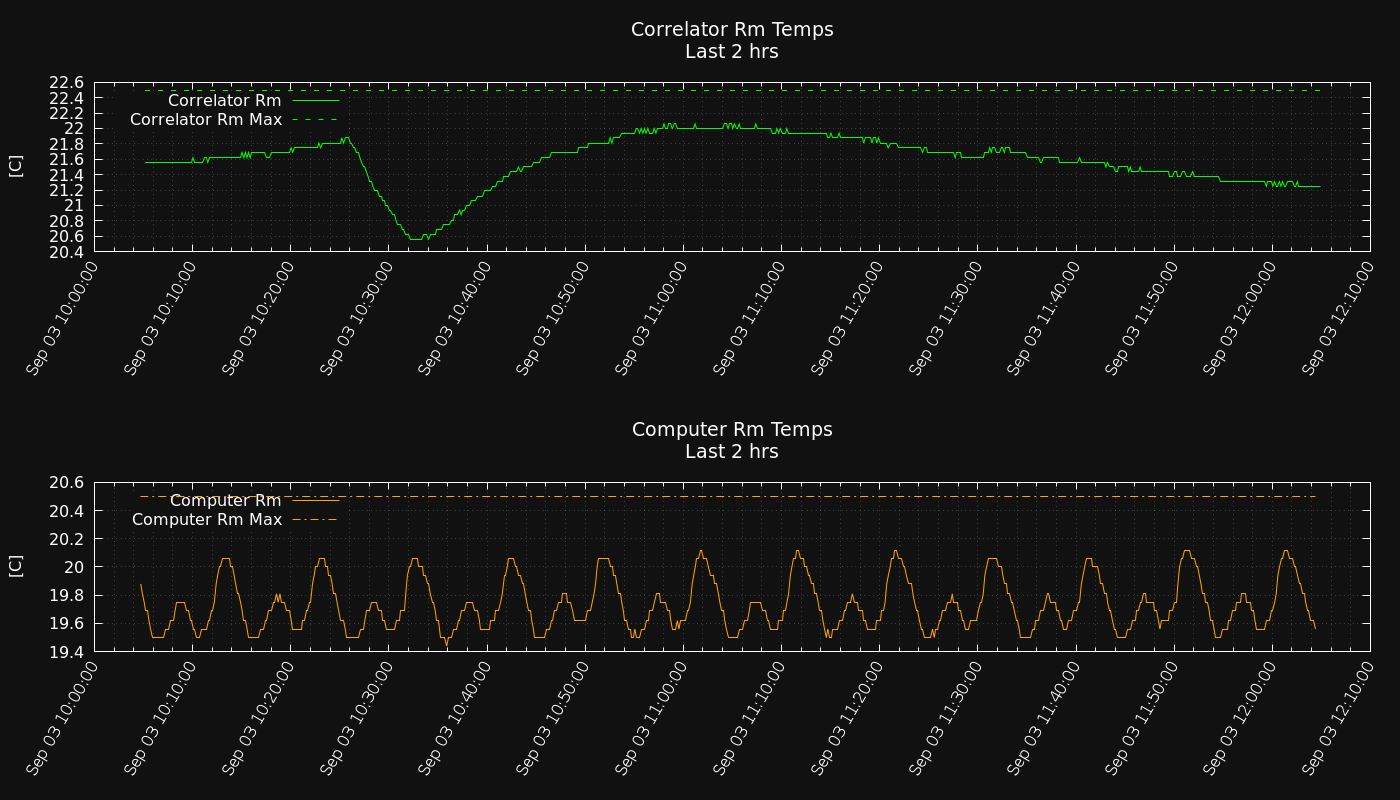 Correlator Rm Temps
Last 2 hrs
22.6
22.4
22.2
22
21.8
21.6
21.4
21.2
21
20.8
20.6
20.4
[C]
Correlator Rm
Correlator Rm Max
Sep 03 10:00:00
Sep 03 10:10:00
Sep 03 10:20:00
Sep 03 10:30:00
Sep 03 10:40:00
Sep 03 10:50:00
Sep 03 11:00:00
Sep 03 11:10:00
Sep 03 11:20:00
Sep 03 11:30:00
Sep 03 11:40:00
Sep 03 11:50:00
Sep 03 12:00:00
Sep 03 12:10:00
Computer Rm Temps
Last 2 hrs
20.6
20.4
20.2
20
19.8
19.6
19.4
[C]
Computer Rm
Computer Rm Max
Sep 03 10:00:00
Sep 03 10:10:00
Sep 03 10:20:00
Sep 03 10:30:00
Sep 03 10:40:00
Sep 03 10:50:00
Sep 03 11:00:00
Sep 03 11:10:00
Sep 03 11:20:00
Sep 03 11:30:00
Sep 03 11:40:00
Sep 03 11:50:00
Sep 03 12:00:00
Sep 03 12:10:00